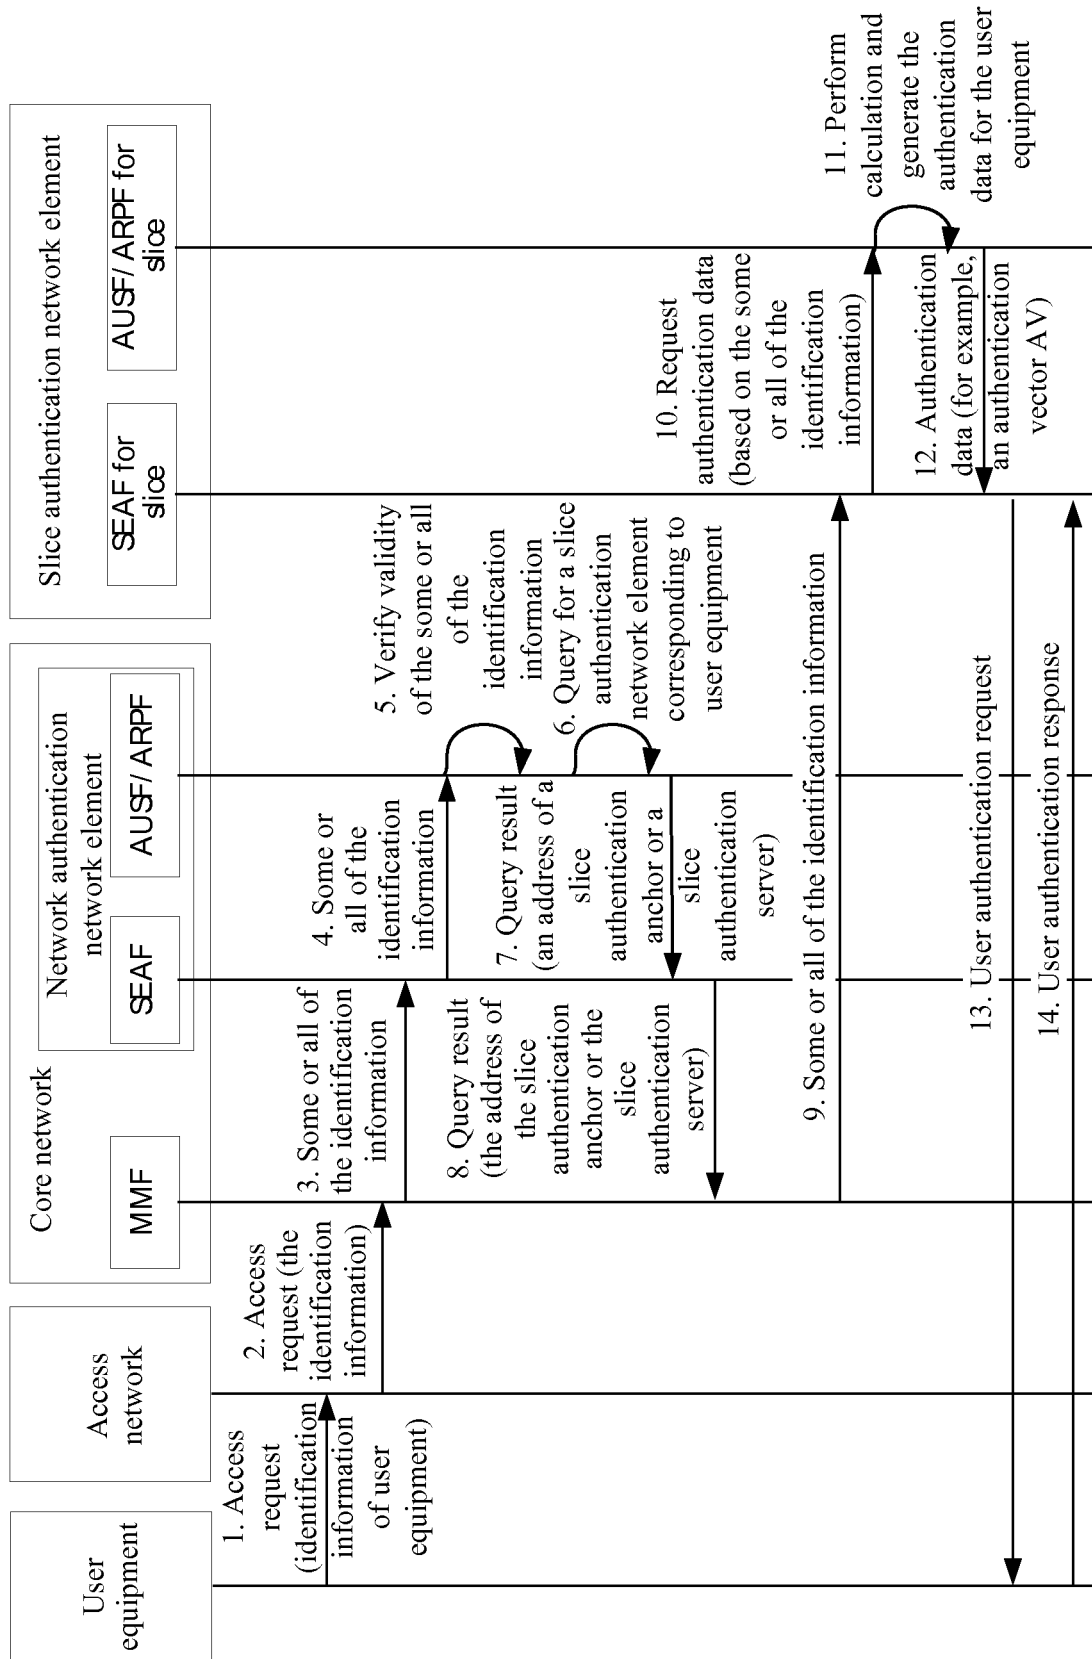 User
equipment
Access
network
Core network
MMF
Network authentication
network element
SEAF
AUSF/ARPF
Slice authentication network element
SEAF for
slice
AUSF/ARPF for
slice
1. Access
request
(identification
information
of user
equipment)
2. Access
request (the
identification
information)
3. Some or all of
the identification
information
4. Some or
all of the
identification
information
5. Verify validity
of the some or all
of the
identification
information
6. Query for a slice
authentication
network element
corresponding to
user equipment
7. Query result
(an address of a
slice
authentication
anchor or a
slice
authentication
server)
8. Query result
(the address of
the slice
authentication
anchor or the
slice
authentication
server)
9. Some or all of the identification information
10. Request
authentication data
(based on the some
or all of the
identification
information)
11. Perform
calculation and
generate the
authentication
data for the user
equipment
12. Authentication
data (for example,
an authentication
vector AV)
13. User authentication request
14. User authentication response